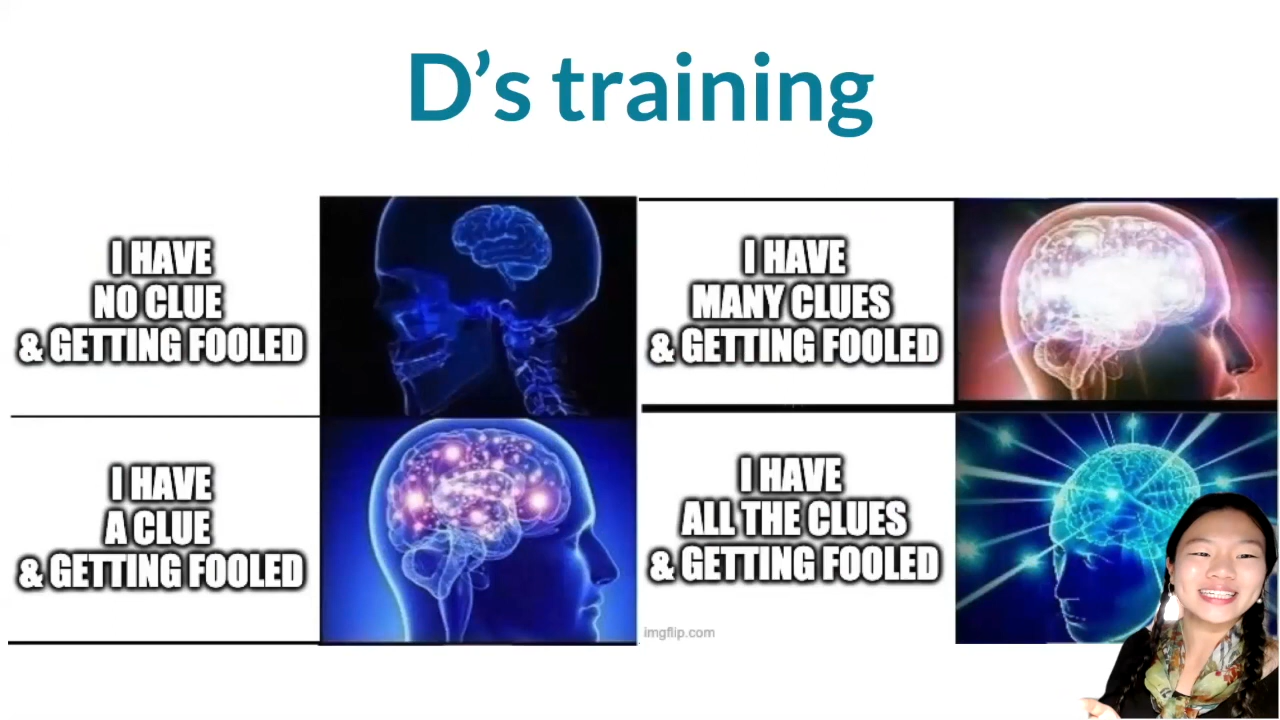 D's training
I HAVE
NO CLUE
& GETTING FOOLED
I HAVE
A CLUE
& GETTING FOOLED
I HAVE
MANY CLUES
& GETTING FOOLED
I HAVE
ALL THE CLUES
& GETTING FOOLED
imgflip.com